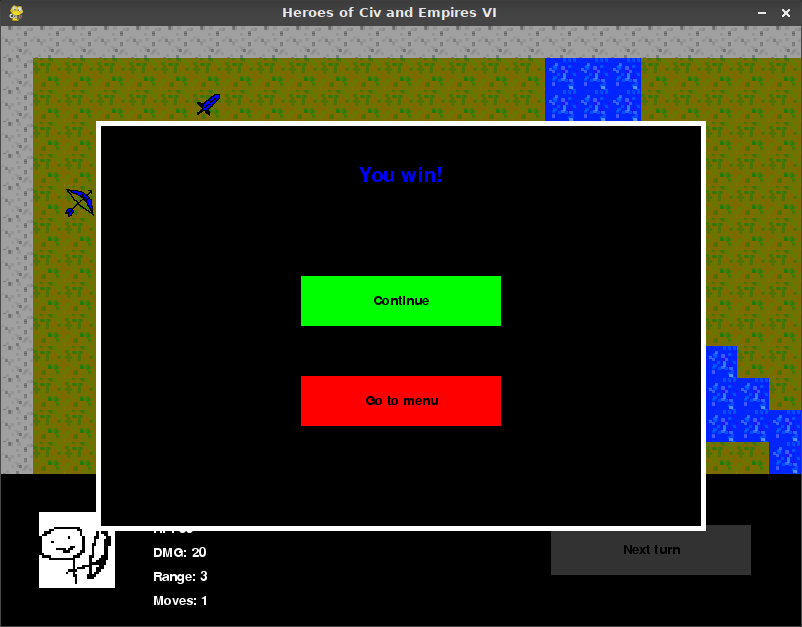 Heroes of Civ and Empires VI
You win!
Continue
Go to menu
DMG: 20
Next turn
Range: 3
Moves: 1